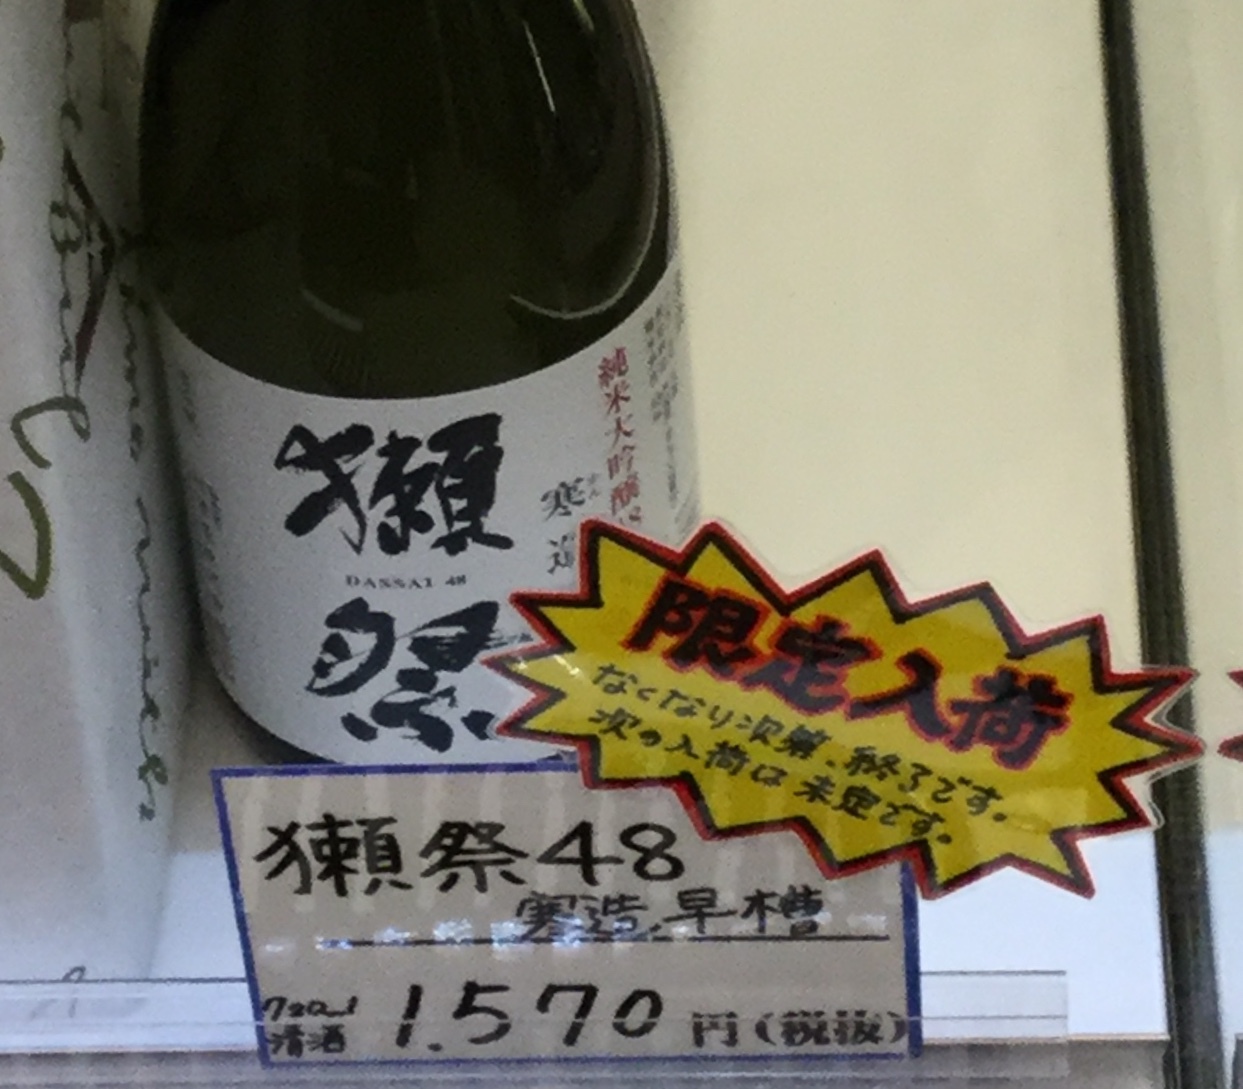 獺
DASSAI 48
祭
純米大吟醸
寒造
限定入荷
なくなり次第、終了です。
次の入荷は未定です。
獺祭48
寒造早槽
720ml
清酒
1.570円(税抜)